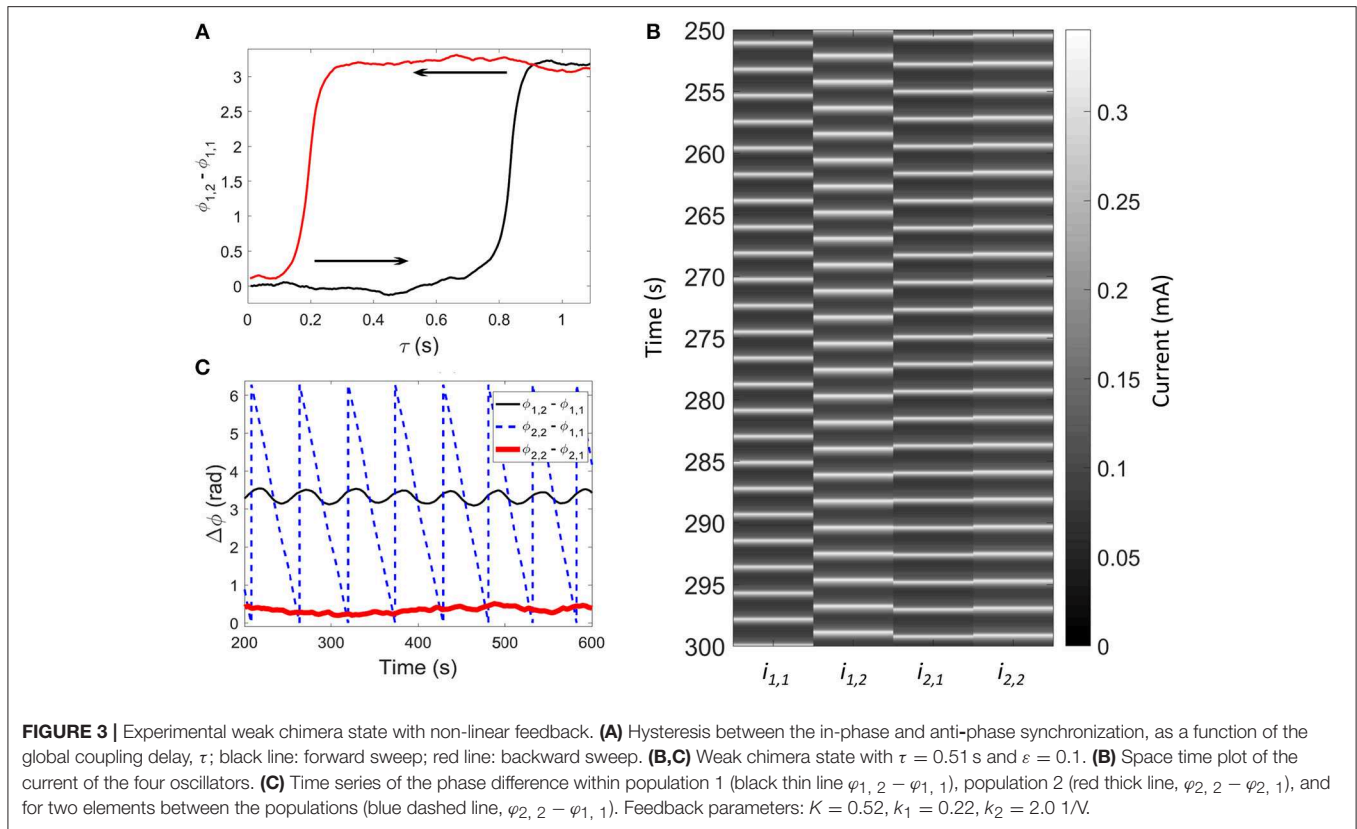 A
3
2.5
2
1.5
1
0.5
0
ϕ1,2 - ϕ1,1
0 0.2 0.4 0.6 0.8 1
τ (s)
B
250
255
260
265
270
275
280
285
290
295
300
Time (s)
i1,1 i1,2 i2,1 i2,2
0.3
0.25
0.2
0.15
0.1
0.05
0
Current (mA)
C
6
5
4
3
2
1
0
Δϕ (rad)
ϕ1,2 - ϕ1,1
ϕ2,2 - ϕ1,1
ϕ2,2 - ϕ2,1
200 300 400 500 600
Time (s)
FIGURE 3 | Experimental weak chimera state with non-linear feedback. (A) Hysteresis between the in-phase and anti-phase synchronization, as a function of the
global coupling delay, τ; black line: forward sweep; red line: backward sweep. (B,C) Weak chimera state with τ = 0.51 s and ε = 0.1. (B) Space time plot of the
current of the four oscillators. (C) Time series of the phase difference within population 1 (black thin line φ1, 2 − φ1, 1), population 2 (red thick line, φ2, 2 − φ2, 1), and
for two elements between the populations (blue dashed line, φ2, 2 − φ1, 1). Feedback parameters: K = 0.52, k1 = 0.22, k2 = 2.0 1/V.